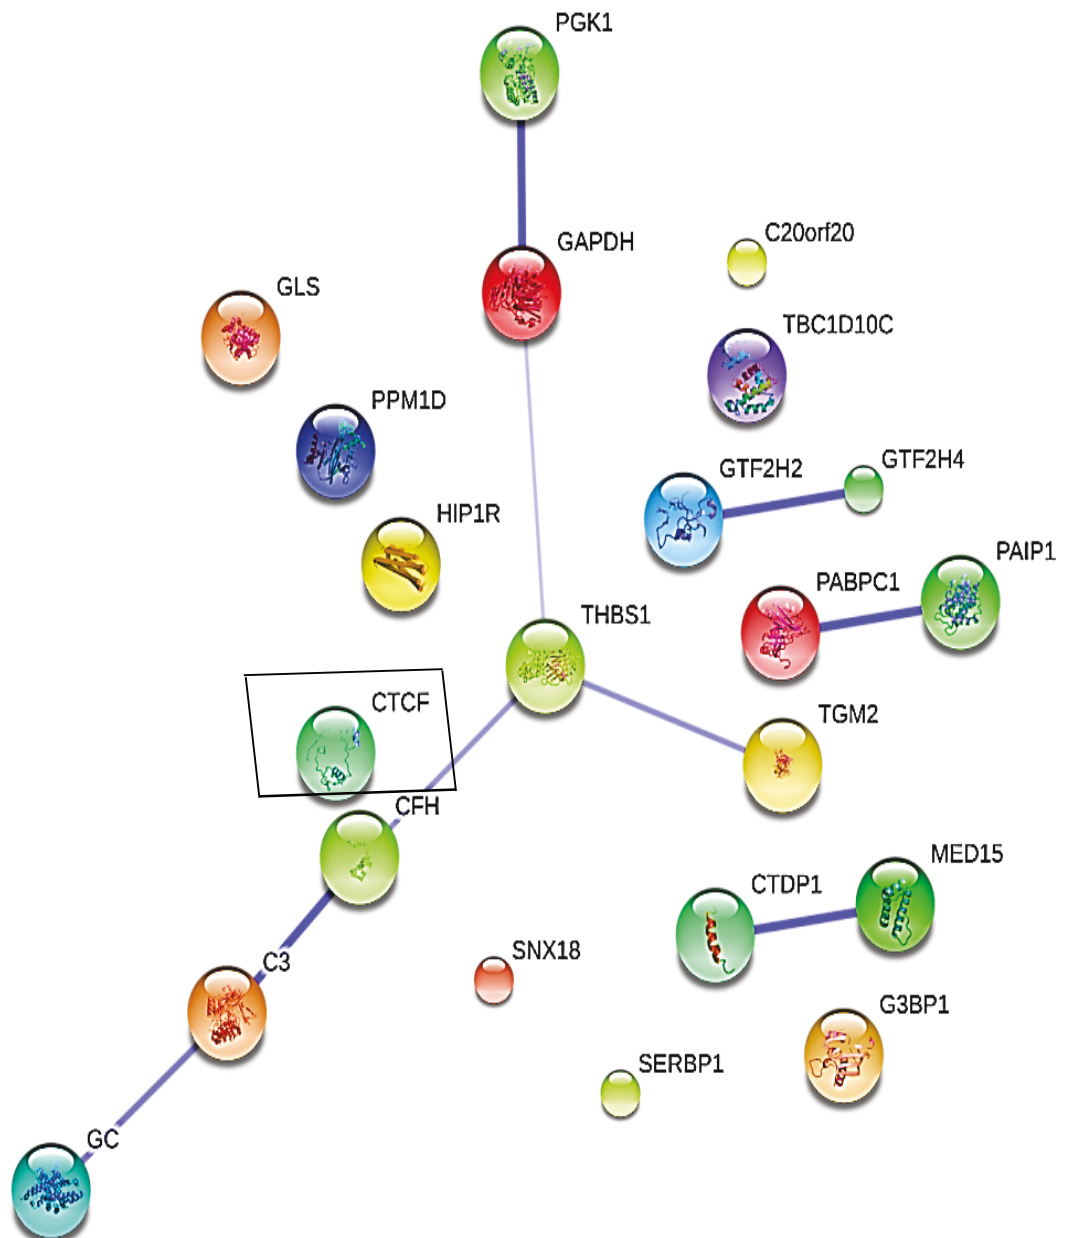 PGK1
C20orf20
GAPDH
GLS
TBC1D10C
PPM1D
GTF2H4
GTF2H2
HIP1R
PAIP1
PABPC1
THBS1
CTCF
TGM2
CFH
MED15
CTDP1
SNX18
C3
G3BP1
SERBP1
GC